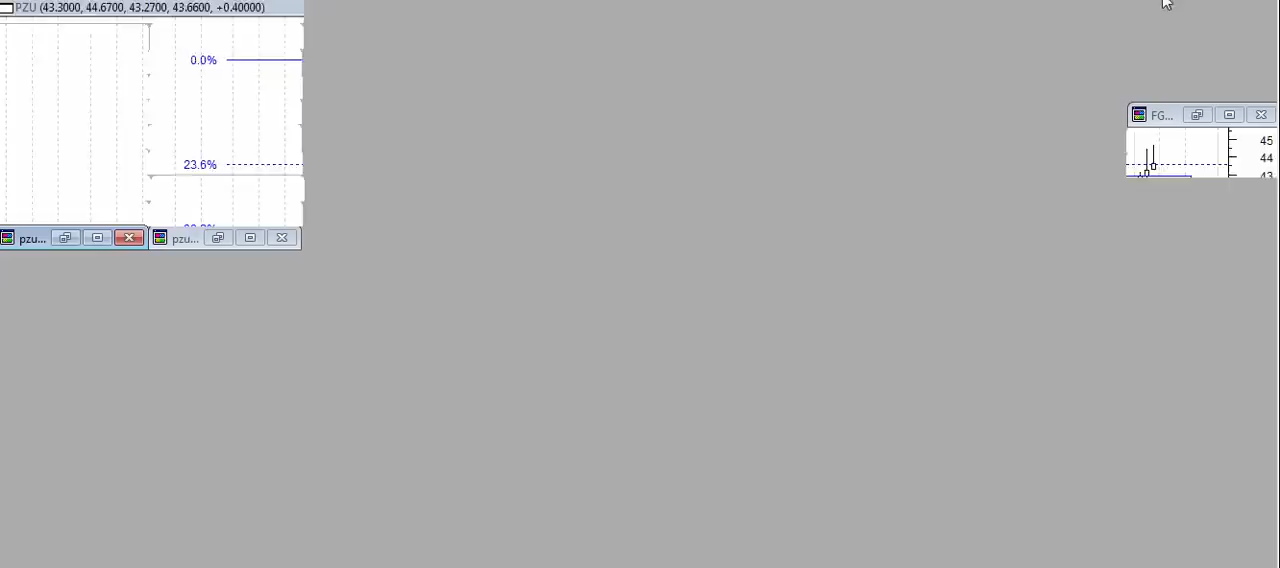 PZU (43.3000, 44.6700, 43.2700, 43.6600, +0.40000)
0.0%
23.6%
pzu...
pzu...
FG...
45
44
43